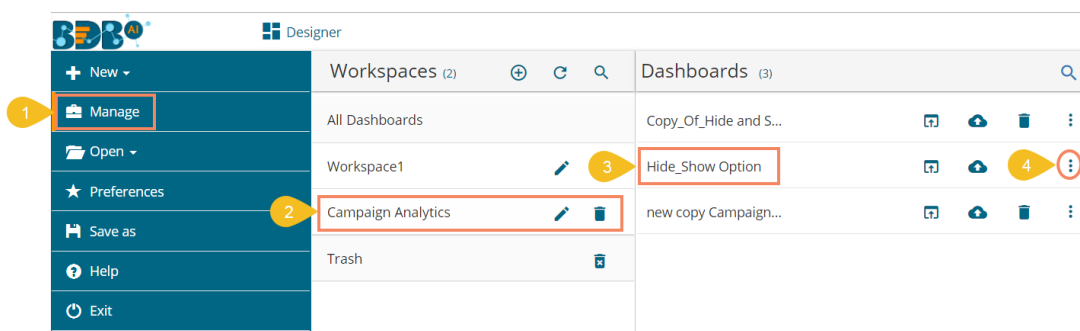 BDB AI
Designer
New
Manage
Open
Preferences
Save as
Help
Exit
Workspaces (2)
All Dashboards
Workspace1
Campaign Analytics
Trash
Dashboards (3)
Copy_Of_Hide and S...
Hide_Show Option
new copy Campaign...
1
2
3
4